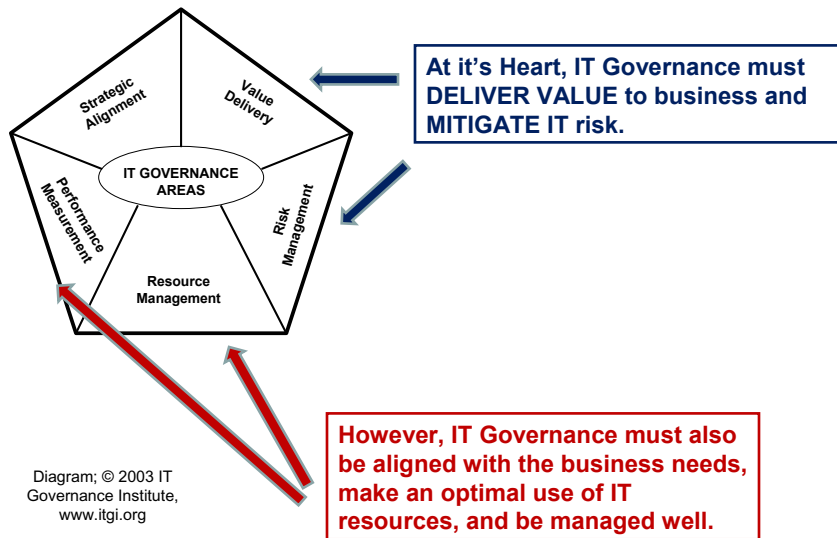 Strategic
Alignment
Value
Delivery
IT GOVERNANCE
AREAS
Performance
Measurement
Risk
Management
Resource
Management
At it's Heart, IT Governance must
DELIVER VALUE to business and
MITIGATE IT risk.
However, IT Governance must also
be aligned with the business needs,
make an optimal use of IT
resources, and be managed well.
Diagram; © 2003 IT
Governance Institute,
www.itgi.org